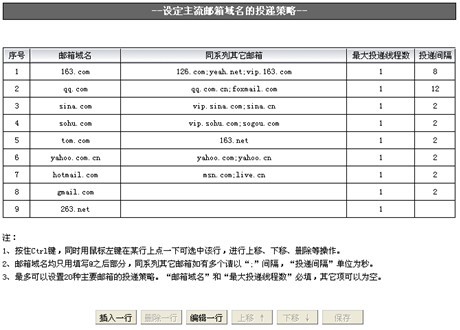 --设定主流邮箱域名的投递策略--
序号 邮箱域名 同系列其它邮箱 最大投递线程数 投递间隔
1 163.com 126.com;yeah.net;vip.163.com 1 8
2 qq.com qq.com.cn;foxmail.com 1 12
3 sina.com vip.sina.com;sina.cn 1 2
4 sohu.com vip.sohu.com;sogou.com 1 2
5 tom.com 163.net 1 2
6 yahoo.com.cn yahoo.com;yahoo.cn 1 2
7 hotmail.com msn.com;live.cn 1 2
8 gmail.com 1 2
9 263.net 1
注：
1、按住Ctrl键，同时用鼠标左键在某行上点一下可选中该行，进行上移、下移、删除等操作。
2、邮箱域名均只用填写@之后部分，同系列其它邮箱如有多个请以“;”间隔，“投递间隔”单位为秒。
3、最多可以设置20种主要邮箱的投递策略。“邮箱域名”和“最大投递线程数”必填，其它项可以为空。
插入一行 删除一行 编辑一行 上移 ↑ 下移 ↓ 保存